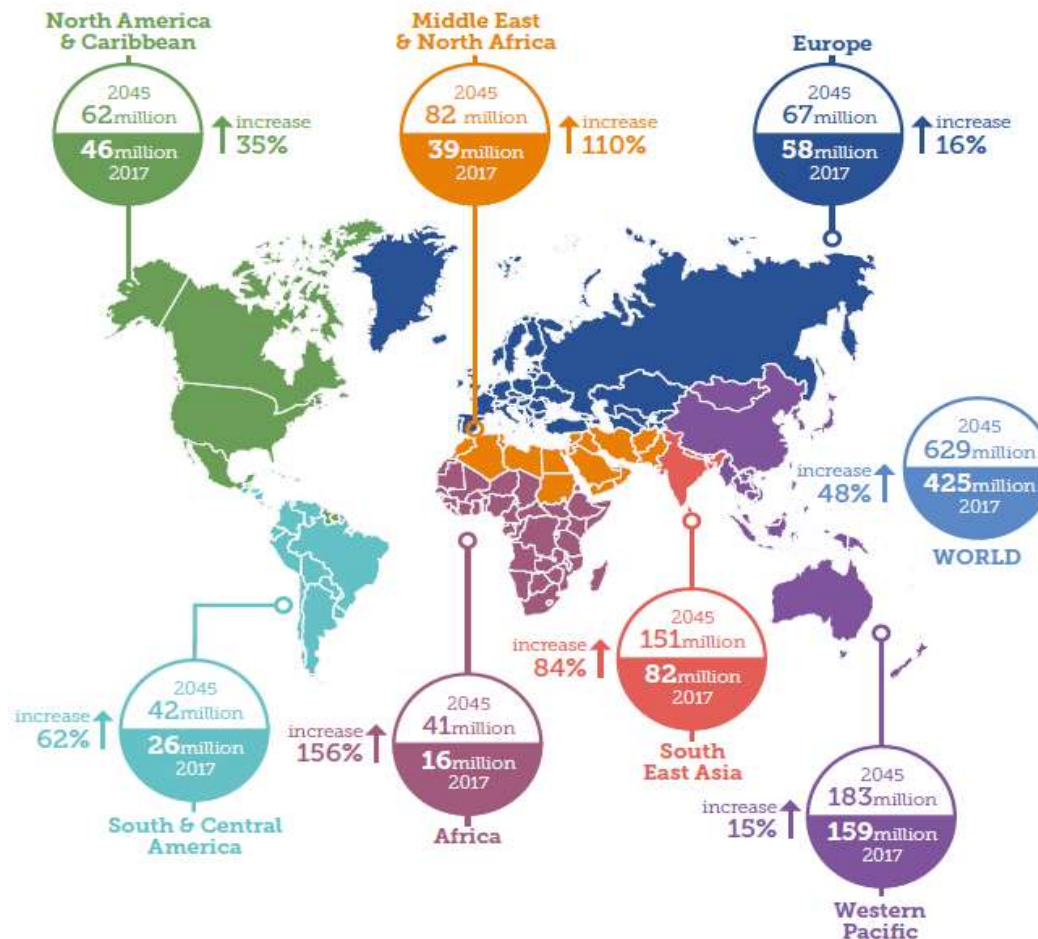 North America
& Caribbean
2045
62million
46million
2017
increase
35%
Middle East
& North Africa
2045
82 million
39million
2017
increase
110%
Europe
2045
67million
58million
2017
increase
16%
2045
629million
425million
2017
WORLD
increase
48%
increase
62%
2045
42million
26million
2017
South & Central
America
increase
156%
2045
41million
16million
2017
Africa
increase
84%
2045
151million
82million
2017
South
East Asia
increase
15%
2045
183million
159million
2017
Western
Pacific